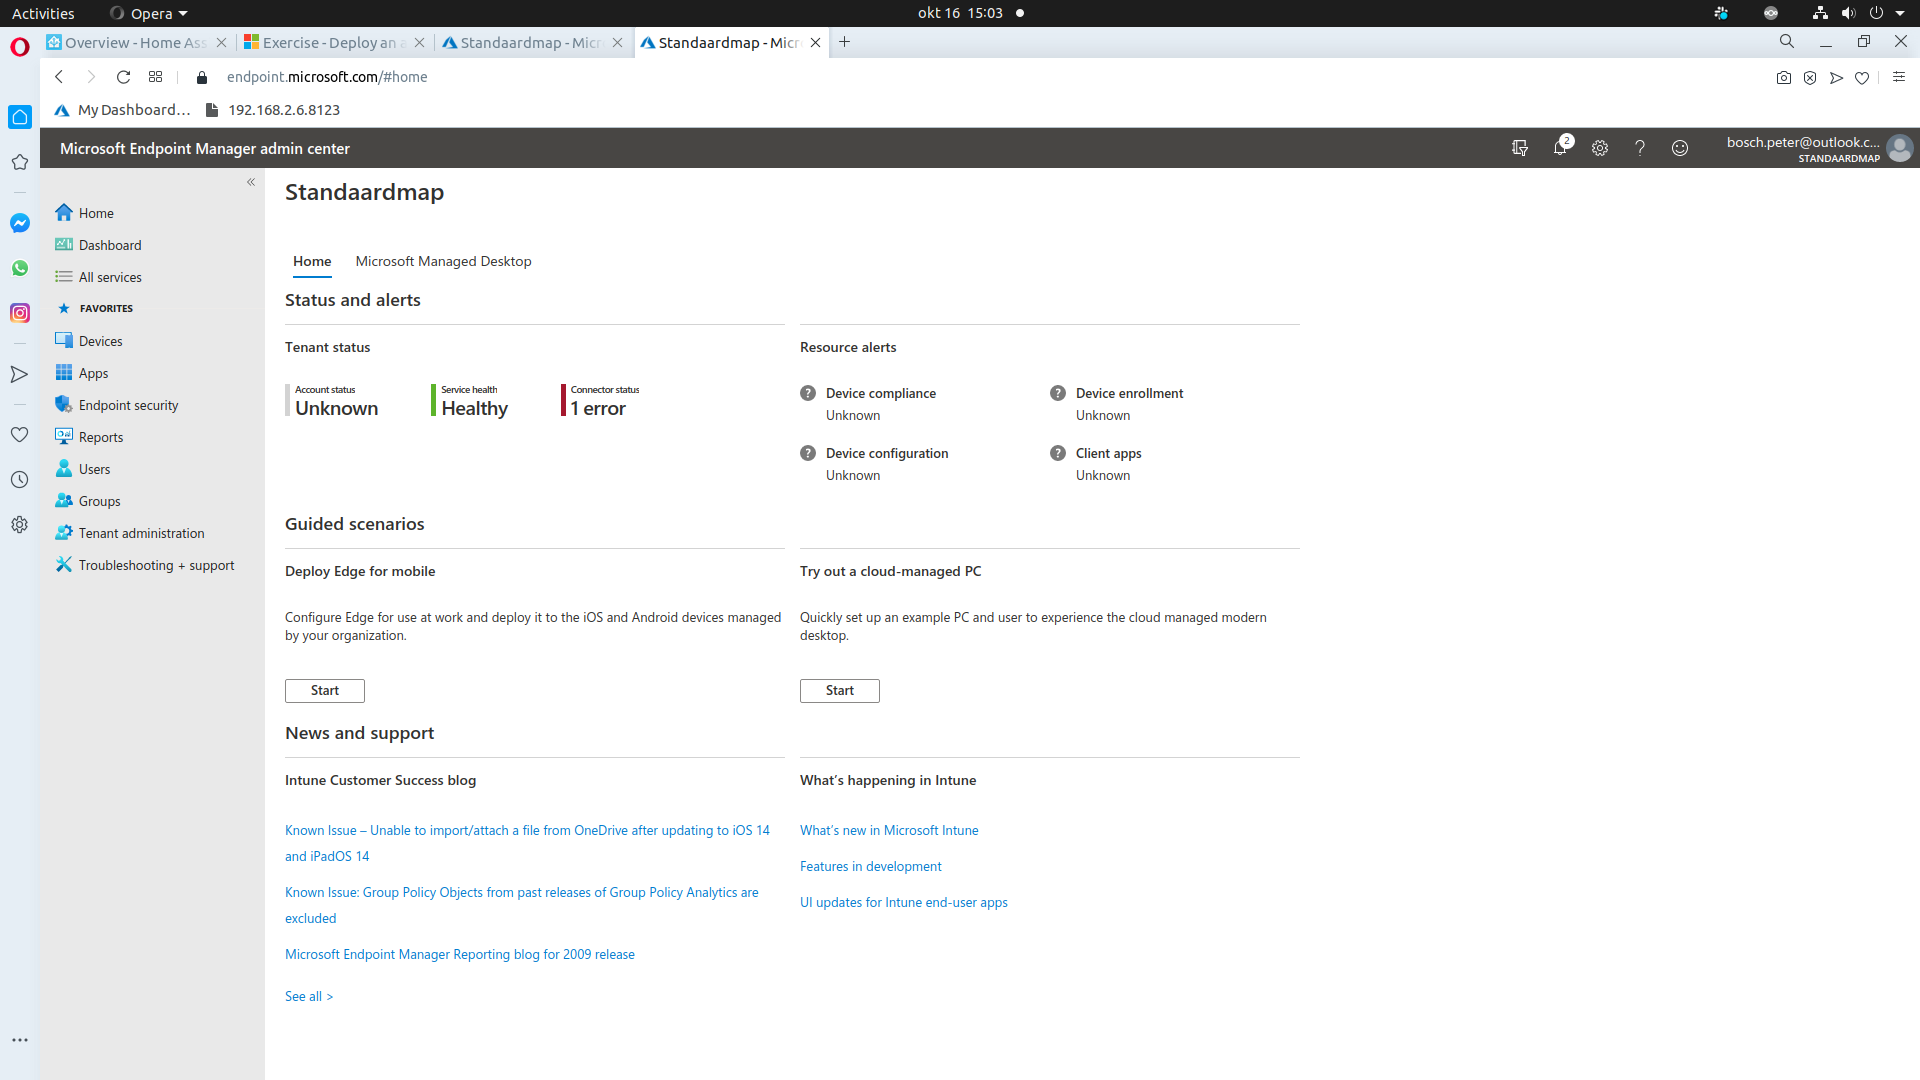 Activities
Opera
okt 16 15:03
Overview - Home Ass
Exercise - Deploy an a
Standaardmap - Micr
Standaardmap - Micr
endpoint.microsoft.com/#home
My Dashboard...
192.168.2.6.8123
Microsoft Endpoint Manager admin center
2
bosch.peter@outlook.c...
STANDAARDMAP
«
Home
Dashboard
All services
FAVORITES
Devices
Apps
Endpoint security
Reports
Users
Groups
Tenant administration
Troubleshooting + support
Standaardmap
Home
Microsoft Managed Desktop
Status and alerts
Tenant status
Account status
Unknown
Service health
Healthy
Connector status
1 error
Resource alerts
Device compliance
Unknown
Device enrollment
Unknown
Device configuration
Unknown
Client apps
Unknown
Guided scenarios
Deploy Edge for mobile
Configure Edge for use at work and deploy it to the iOS and Android devices managed
by your organization.
Start
Try out a cloud-managed PC
Quickly set up an example PC and user to experience the cloud managed modern
desktop.
Start
News and support
Intune Customer Success blog
Known Issue – Unable to import/attach a file from OneDrive after updating to iOS 14
and iPadOS 14
Known Issue: Group Policy Objects from past releases of Group Policy Analytics are
excluded
Microsoft Endpoint Manager Reporting blog for 2009 release
See all >
What's happening in Intune
What's new in Microsoft Intune
Features in development
UI updates for Intune end-user apps